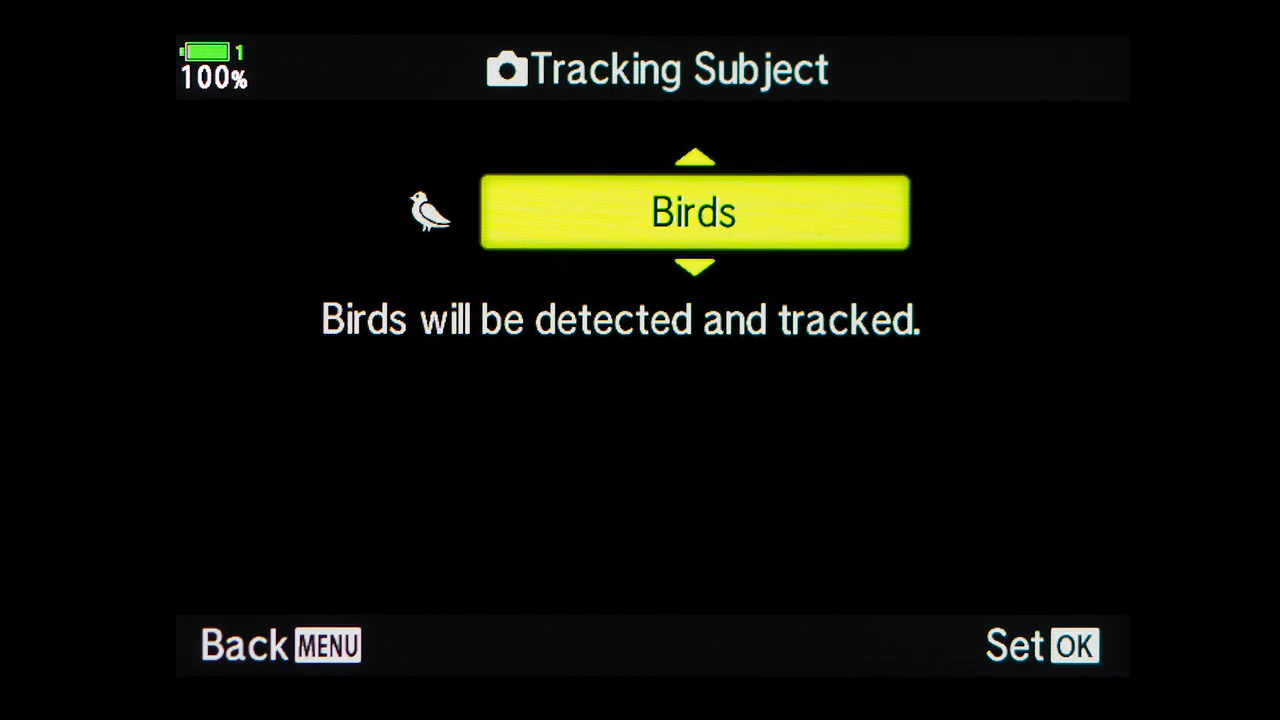 1
100%
Tracking Subject
Birds
Birds will be detected and tracked.
Back MENU
Set OK